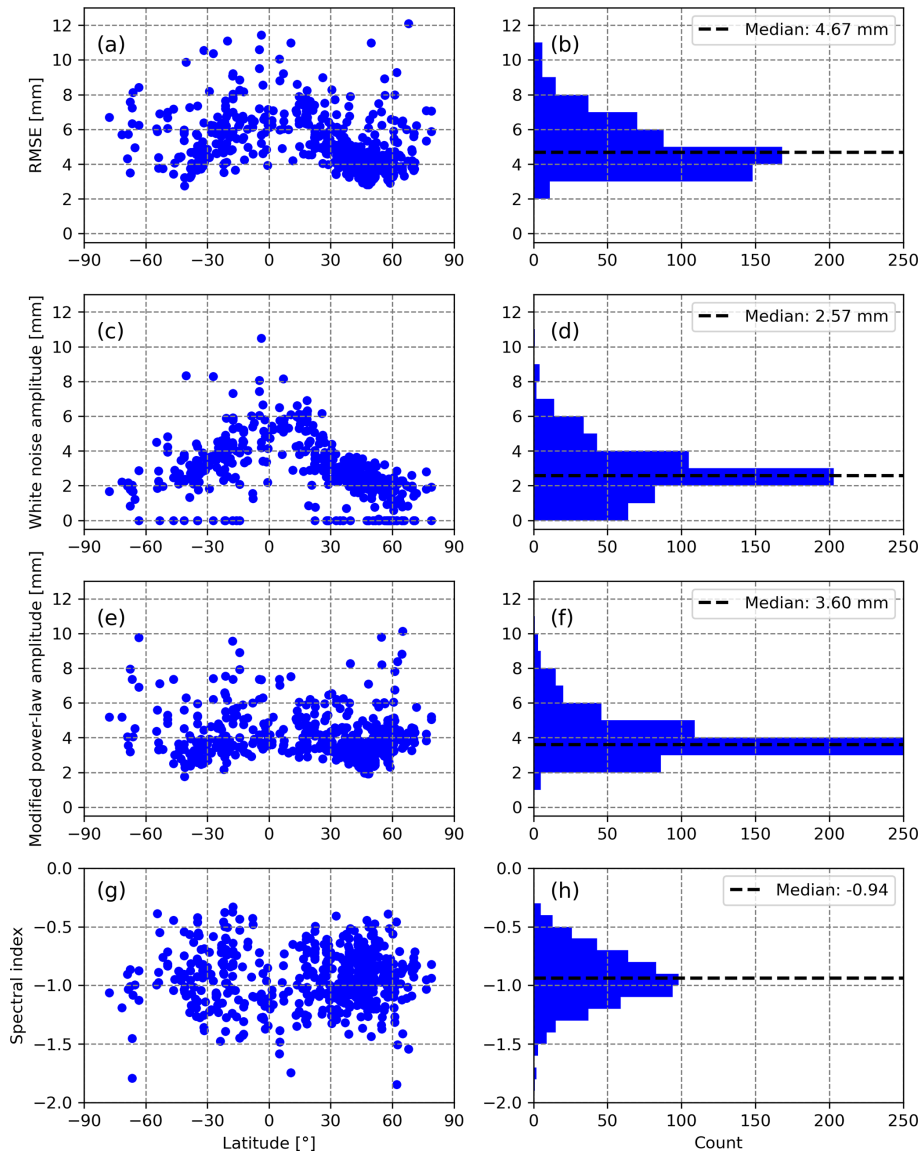 (a)
RMSE [mm]
12
10
8
6
4
2
0
−90 −60 −30 0 30 60 90
(b)
Median: 4.67 mm
12
10
8
6
4
2
0
0 50 100 150 200 250
(c)
White noise amplitude [mm]
12
10
8
6
4
2
0
−90 −60 −30 0 30 60 90
(d)
Median: 2.57 mm
12
10
8
6
4
2
0
0 50 100 150 200 250
(e)
Modified power-law amplitude [mm]
12
10
8
6
4
2
0
−90 −60 −30 0 30 60 90
(f)
Median: 3.60 mm
12
10
8
6
4
2
0
0 50 100 150 200 250
(g)
Spectral index
0.0
−0.5
−1.0
−1.5
−2.0
−90 −60 −30 0 30 60 90
Latitude [°]
(h)
Median: -0.94
0.0
−0.5
−1.0
−1.5
−2.0
0 50 100 150 200 250
Count